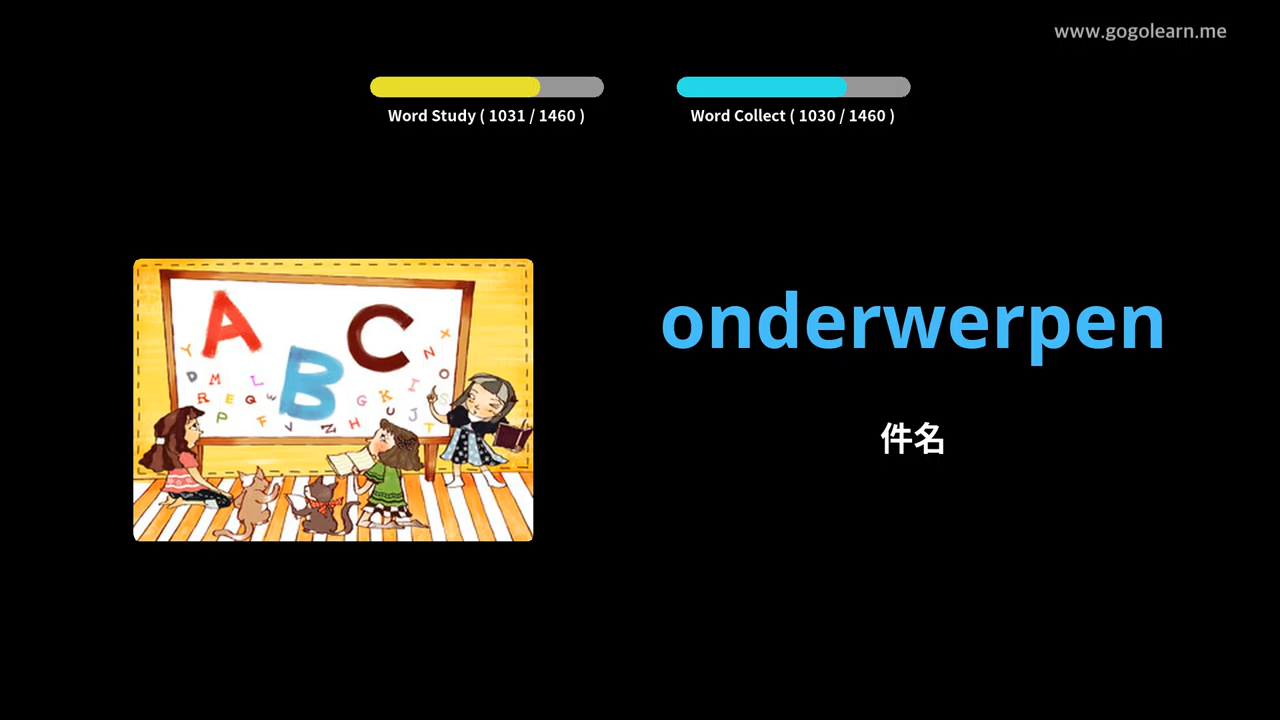 www.gogolearn.me
Word Study ( 1031 / 1460 )
Word Collect ( 1030 / 1460 )
onderwerpen
件名
A
B
C
X
Y
N
D M L O
R E Q W G K I S
P F V Z H U J T